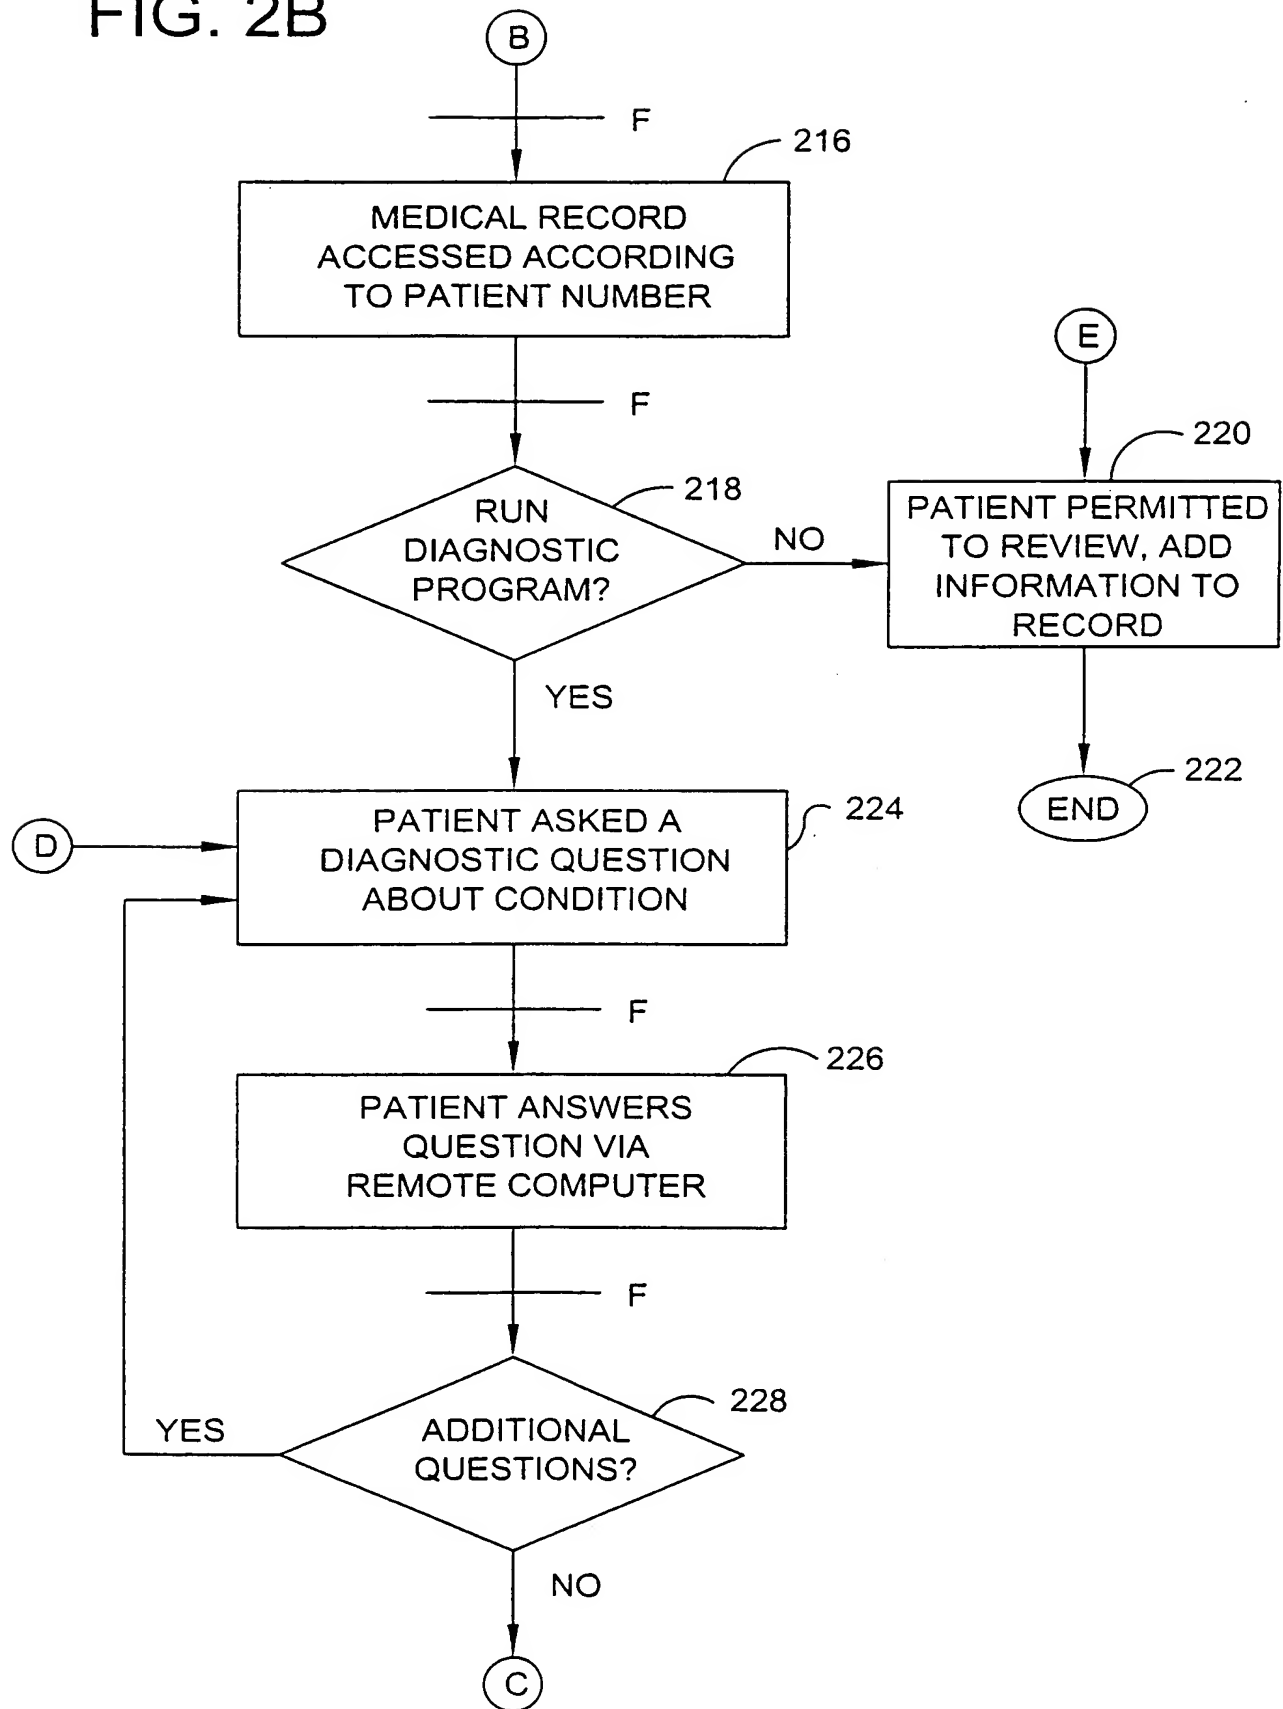 FIG. 2B
B
F
216
MEDICAL RECORD
ACCESSED ACCORDING
TO PATIENT NUMBER
F
E
220
218
RUN
DIAGNOSTIC
PROGRAM?
NO
PATIENT PERMITTED
TO REVIEW, ADD
INFORMATION TO
RECORD
YES
222
END
224
D
PATIENT ASKED A
DIAGNOSTIC QUESTION
ABOUT CONDITION
F
226
PATIENT ANSWERS
QUESTION VIA
REMOTE COMPUTER
F
228
YES
ADDITIONAL
QUESTIONS?
NO
C